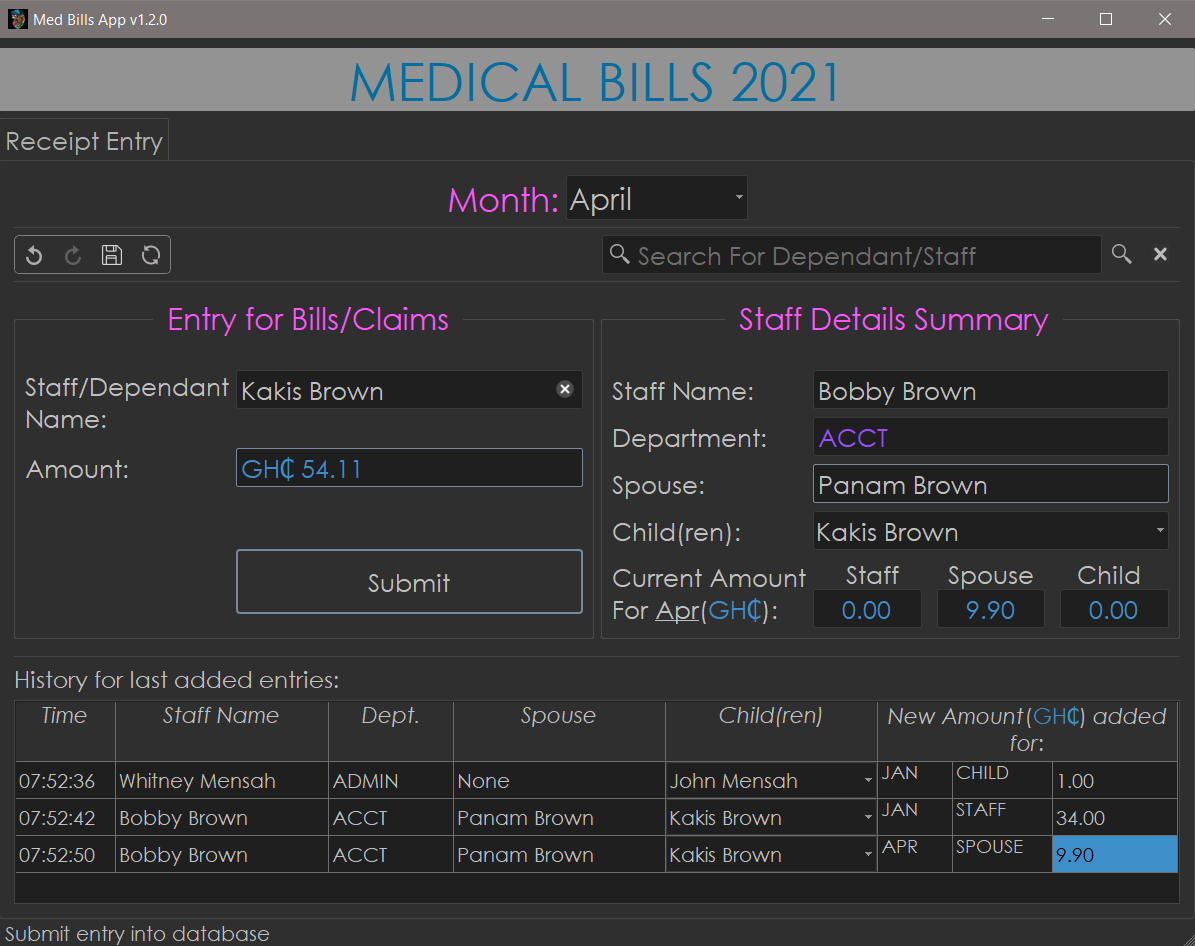 Med Bills App v1.2.0
MEDICAL BILLS 2021
Receipt Entry
Month: April
Search For Dependant/Staff
Entry for Bills/Claims
Staff/Dependant
Name:
Kakis Brown
Amount: GH₵ 54.11
Submit
Staff Details Summary
Staff Name: Bobby Brown
Department: ACCT
Spouse: Panam Brown
Child(ren): Kakis Brown
Current Amount
For Apr(GH₵):
Staff Spouse Child
0.00 9.90 0.00
History for last added entries:
Time Staff Name Dept. Spouse Child(ren) New Amount(GH₵) added
for:
07:52:36 Whitney Mensah ADMIN None John Mensah JAN CHILD 1.00
07:52:42 Bobby Brown ACCT Panam Brown Kakis Brown JAN STAFF 34.00
07:52:50 Bobby Brown ACCT Panam Brown Kakis Brown APR SPOUSE 9.90
Submit entry into database